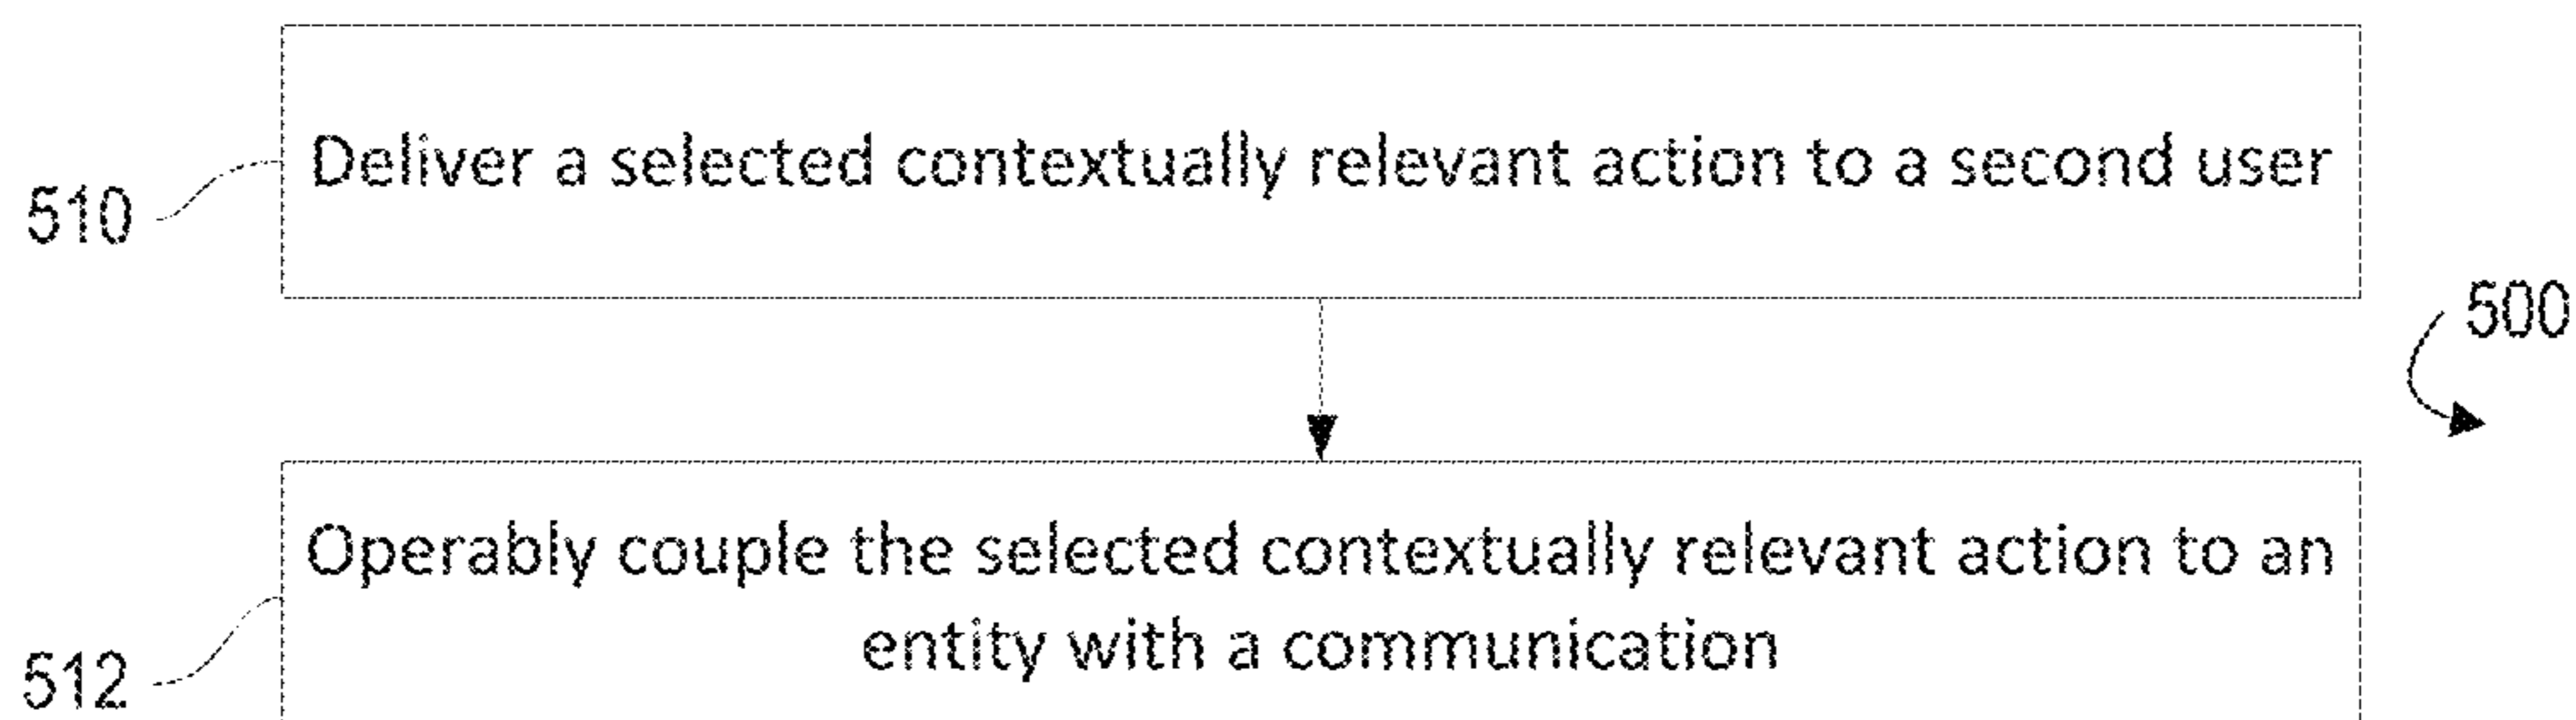 Deliver a selected contextually relevant action to a second user
510
500
Operably couple the selected contextually relevant action to an
entity with a communication
512